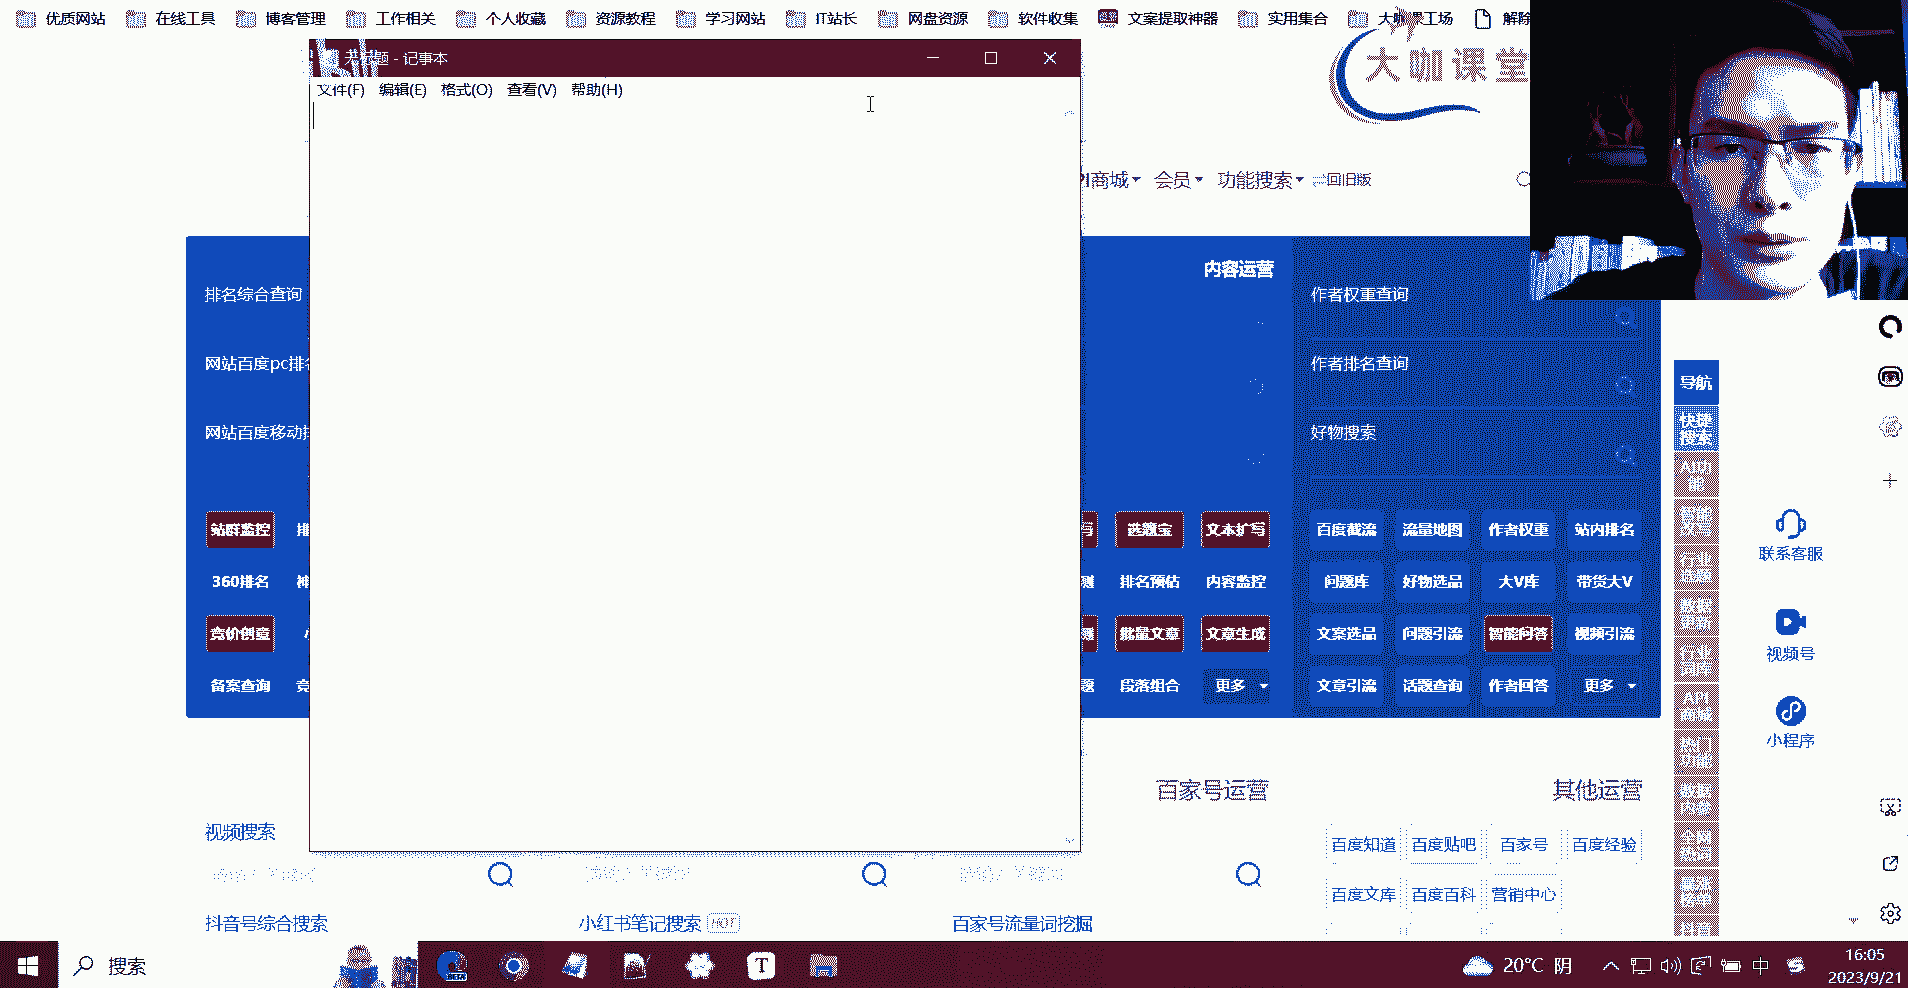 优质网站 在线工具 博客管理 工作相关 个人收藏 资源教程 学习网站 IT站长 网盘资源 软件收集 文案提取神器 实用集合 大咖课工场 解除
大咖课堂
无标题 - 记事本
文件(F) 编辑(E) 格式(O) 查看(V) 帮助(H)
商城 会员 功能搜索 回旧版
内容运营
排名综合查询 作者权重查询
网站百度pc排名 作者排名查询
网站百度移动排 好物搜索
导航
快捷搜索
AI功能
站群监控 排 写 选题宝 文本扩写 百度截流 流量地图 作者权重 站内排名
360排名 神 测 排名预估 内容监控 问题库 好物选品 大V库 带货大V
竞价创意 测 批量文章 文章生成 文案选品 问题引流 智能问答 视频引流
备案查询 竞 题 段落组合 更多 文章引流 话题查询 作者回答 更多
联系客服
视频号
小程序
百家号运营 其他运营
视频搜索
百度知道 百度贴吧 百家号 百度经验
百度文库 百度百科 营销中心
抖音号综合搜索 小红书笔记搜索 HOT 百家号流量词挖掘
搜索
T
20°C 阴
中
16:05
2023/9/21